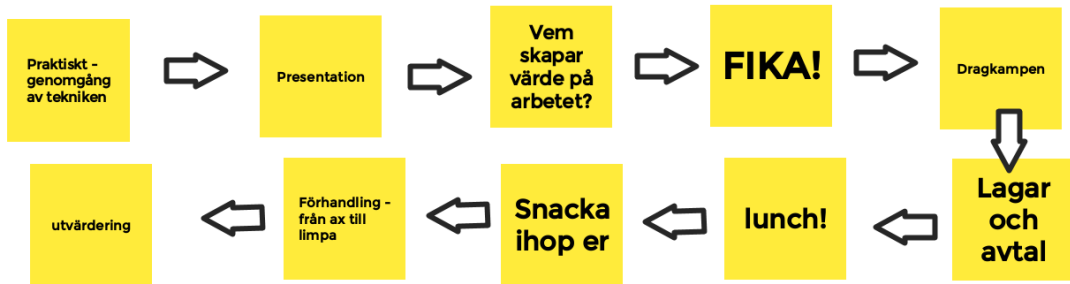 Praktiskt -
genomgång
av tekniken
Presentation
Vem
skapar
värde på
arbetet?
FIKA!
Dragkampen
Lagar
och
avtal
lunch!
Snacka
ihop er
Förhandling -
från ax till
limpa
utvärdering